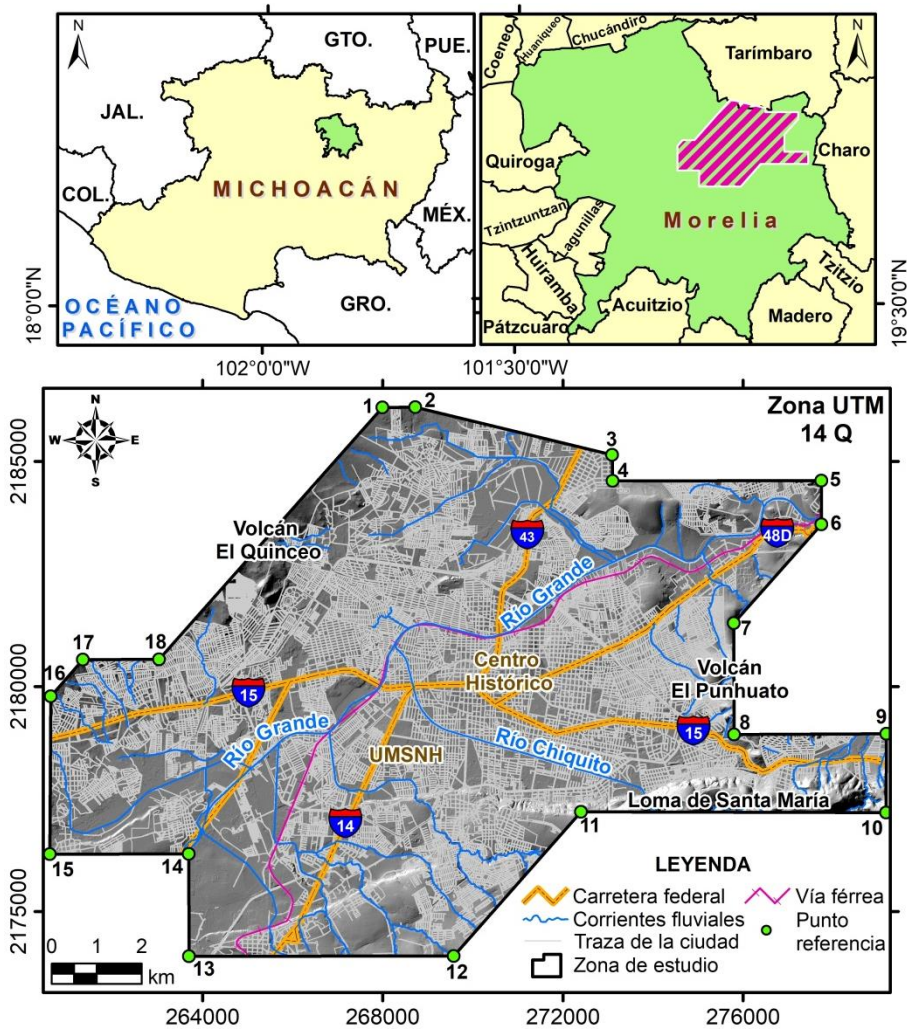 N
GTO.
PUE.
JAL.
COL.
MICHOACÁN
MÉX.
GRO.
OCÉANO
PACÍFICO
18°0'0"N
102°0'0"W
N
Coeneo
Huaniqueo
Chucándiro
Tarímbaro
Quiroga
Charo
Tzintzuntzan
Lagunillas
Morelia
Huiramba
Tzitzio
Acuitzio
Madero
Pátzcuaro
19°30'0"N
101°30'0"W
N
W E
S
Zona UTM
14 Q
1
2
3
4
5
6
2185000
Volcán
El Quinceo
43
48D
Río Grande
7
17
18
16
Centro
Histórico
Volcán
El Punhuato
2180000
15
Río Grande
15
8
9
UMSNH
Río Chiquito
14
Loma de Santa María
11
10
15
14
LEYENDA
Carretera federal
Vía férrea
Corrientes fluviales
Punto
referencia
Traza de la ciudad
Zona de estudio
2175000
0 1 2
km
13
12
264000
268000
272000
276000